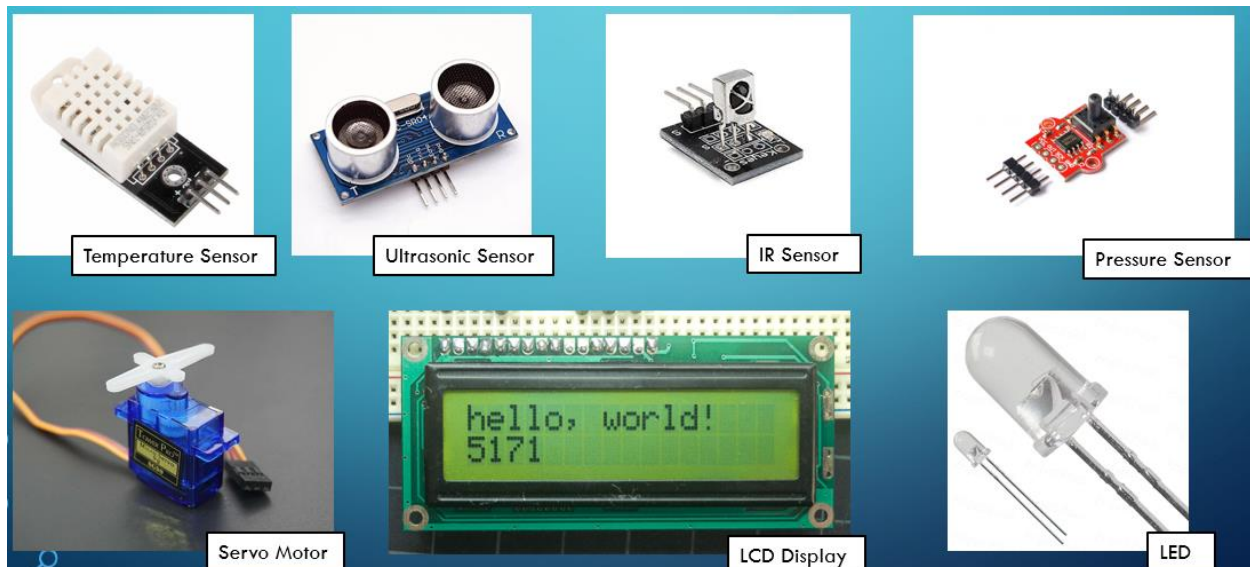 Temperature Sensor
Ultrasonic Sensor
IR Sensor
Pressure Sensor
hello, world!
5171
Servo Motor
LCD Display
LED